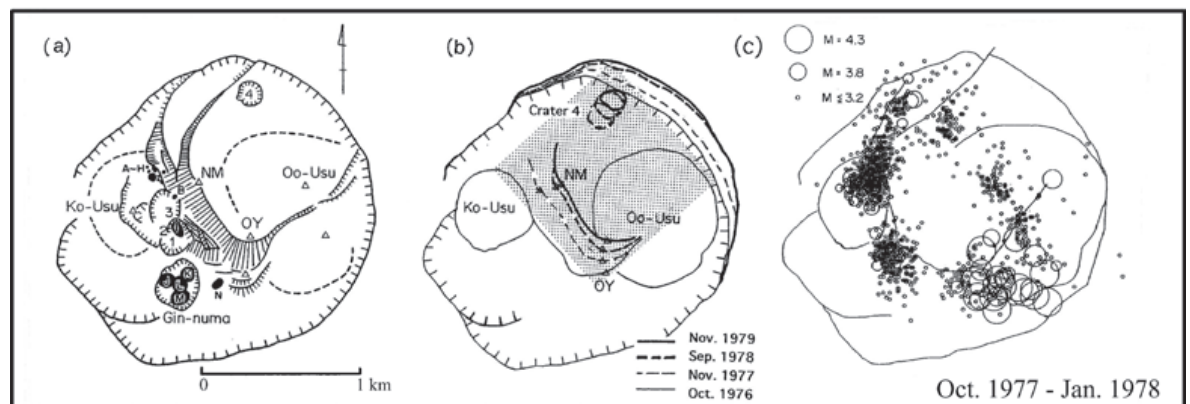 (a)
4
A-H
NM
Oo-Usu
B
Ko-Usu
3
OY
2
1
N
Gin-numa
0 1 km
(b)
Crater 4
NM
Ko-Usu
Oo-Usu
OY
Nov. 1979
Sep. 1978
Nov. 1977
Oct. 1976
(c)
M = 4.3
M = 3.8
M ≦ 3.2
Oct. 1977 - Jan. 1978